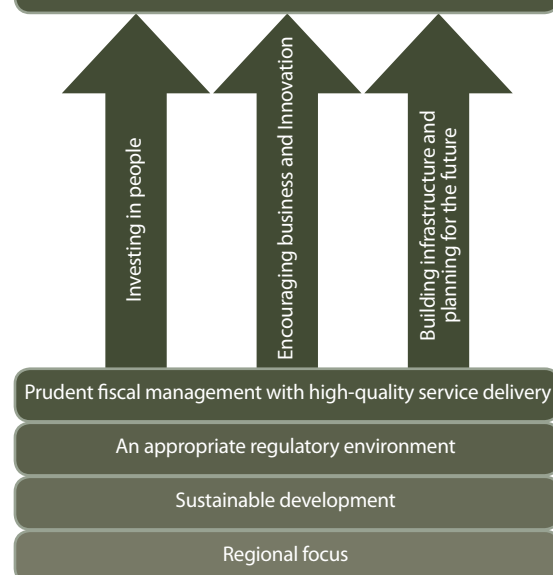 Investing in people
Encouraging business and Innovation
Building infrastructure and
planning for the future
Prudent fiscal management with high-quality service delivery
An appropriate regulatory environment
Sustainable development
Regional focus